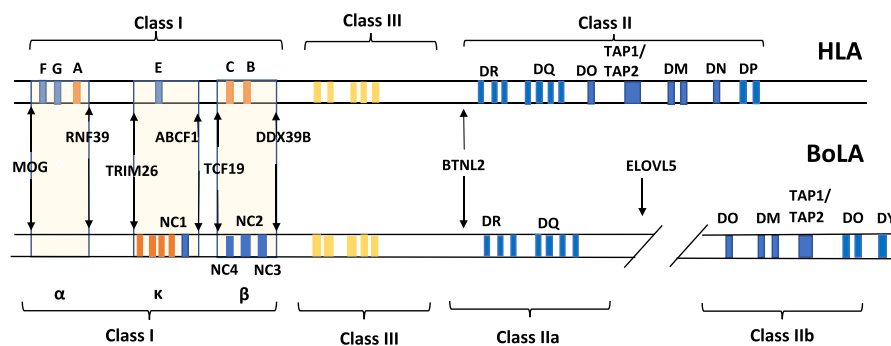 Class I
Class III
Class II
HLA
F G A
E
C B
DR
DQ
DO
TAP1/
TAP2
DM
DN
DP
MOG
RNF39
TRIM26
ABCF1
TCF19
DDX39B
BTNL2
ELOVL5
BoLA
NC1
NC2
NC4
NC3
DR
DQ
DO
DM
TAP1/
TAP2
DO
DY
α
κ
β
Class I
Class III
Class IIa
Class IIb